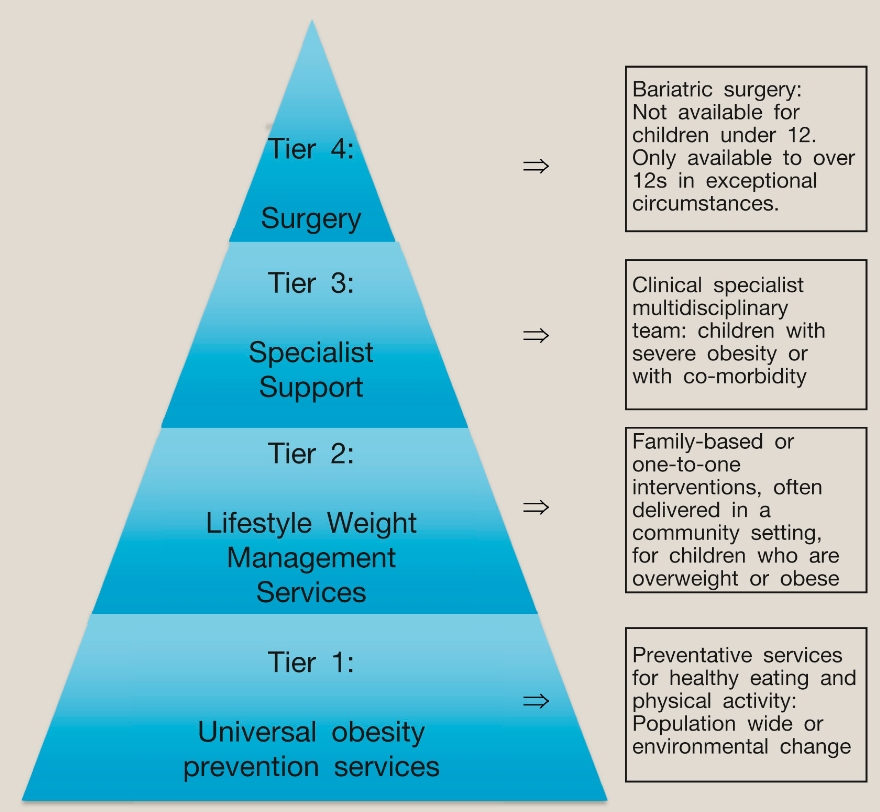 Tier 4:
Surgery
Bariatric surgery:
Not available for
children under 12.
Only available to over
12s in exceptional
circumstances.
Tier 3:
Specialist
Support
Clinical specialist
multidisciplinary
team: children with
severe obesity or
with co-morbidity
Tier 2:
Lifestyle Weight
Management
Services
Family-based or
one-to-one
interventions, often
delivered in a
community setting,
for children who are
overweight or obese
Tier 1:
Universal obesity
prevention services
Preventative services
for healthy eating and
physical activity:
Population wide or
environmental change